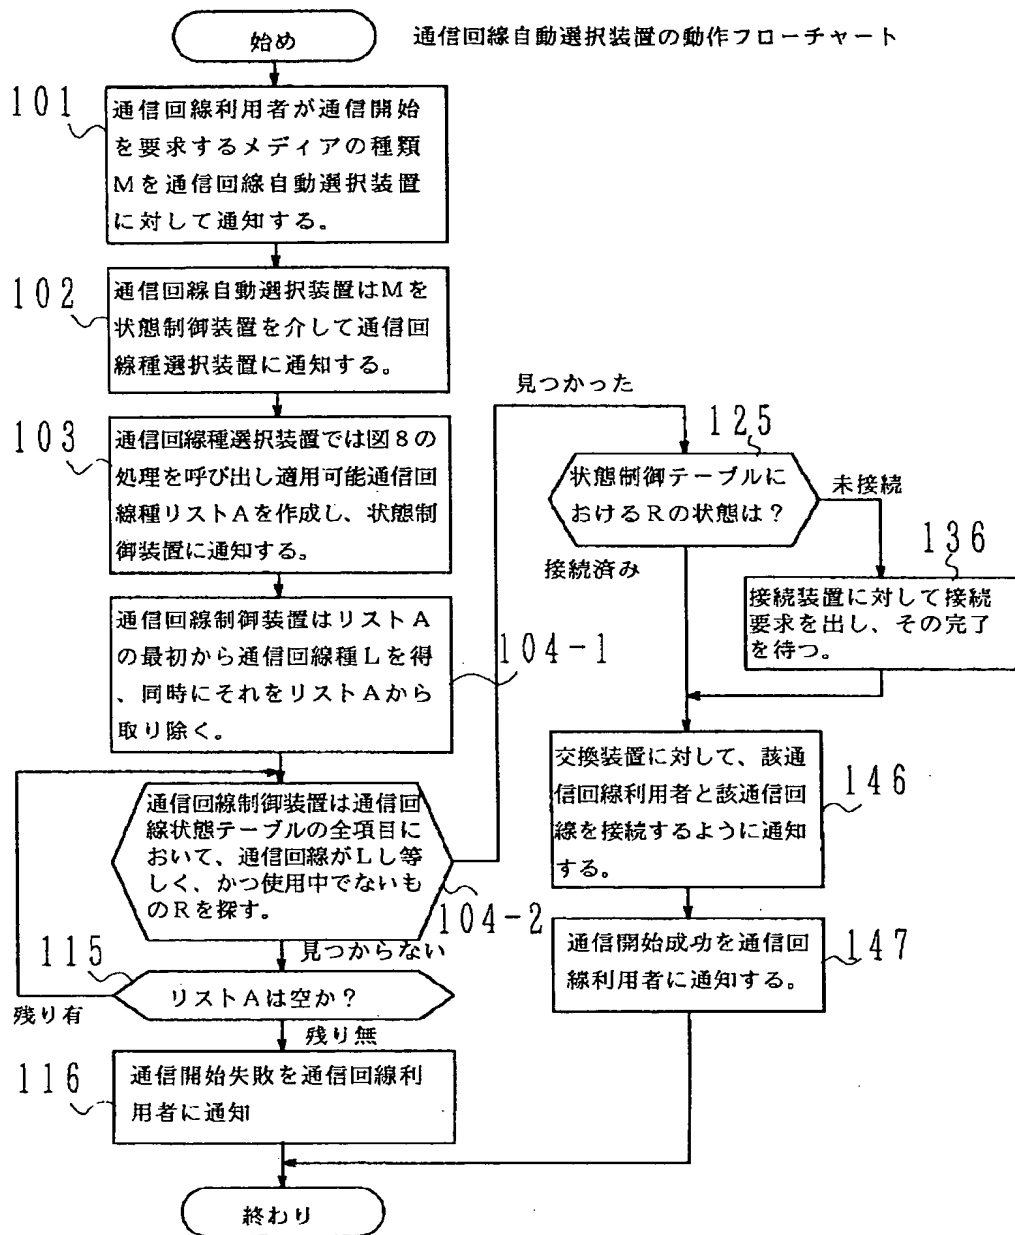 始め
通信回線自動選択装置の動作フローチャート
101
通信回線利用者が通信開始
を要求するメディアの種類
Mを通信回線自動選択装置
に対して通知する。
102
通信回線自動選択装置はMを
状態制御装置を介して通信回
線種選択装置に通知する。
103
通信回線種選択装置では図8の
処理を呼び出し適用可能通信回
線種リストAを作成し、状態制
御装置に通知する。
通信回線制御装置はリストA
の最初から通信回線種Lを得
、同時にそれをリストAから
取り除く。
104-1
通信回線制御装置は通信回
線状態テーブルの全項目に
おいて、通信回線がLし等
しく、かつ使用中でないも
のRを探す。
104-2
見つからない
115
リストAは空か?
残り有
残り無
116
通信開始失敗を通信回線利
用者に通知
終わり
見つかった
125
状態制御テーブルに
おけるRの状態は?
未接続
接続済み
136
接続装置に対して接続
要求を出し、その完了
を待つ。
交換装置に対して、該通
信回線利用者と該通信回
線を接続するように通知
する。
146
通信開始成功を通信回
線利用者に通知する。
147